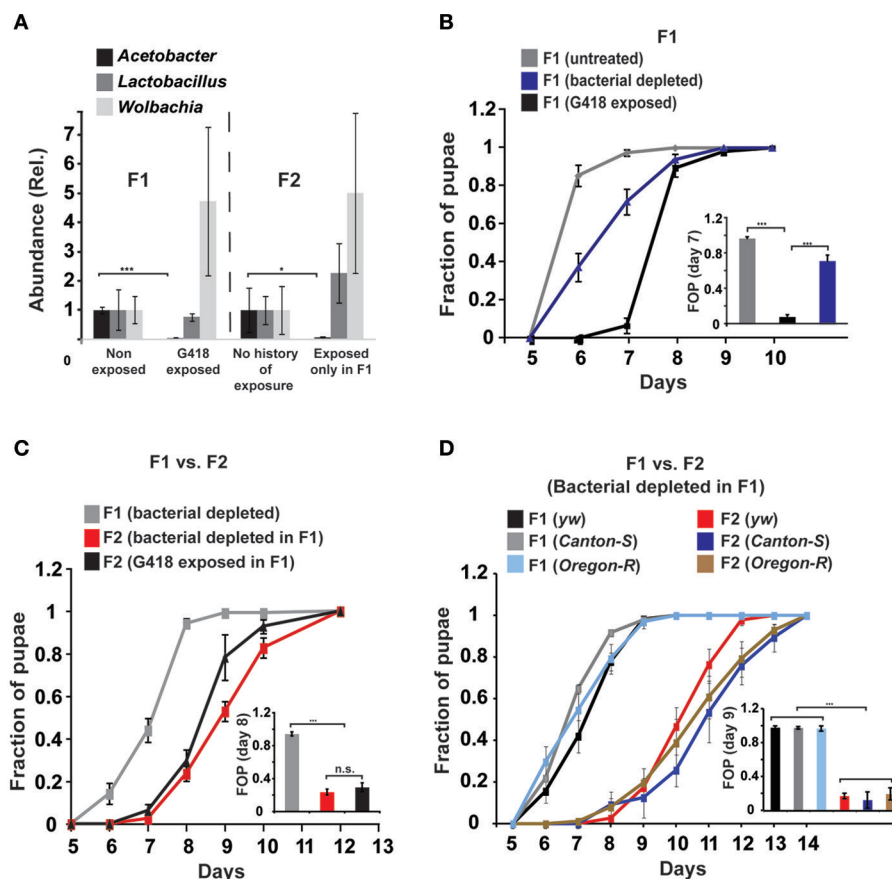 A
Acetobacter
Lactobacillus
Wolbachia
Abundance (Rel.)
7
6
5
4
3
2
1
0
F1
F2
***
*
Non exposed
G418 exposed
No history of exposure
Exposed only in F1
B
F1
F1 (untreated)
F1 (bacterial depleted)
F1 (G418 exposed)
Fraction of pupae
1.2
1
0.8
0.6
0.4
0.2
0
5 6 7 8 9 10
Days
FOP (day 7)
1.2
0.8
0.4
0
***
***
C
F1 vs. F2
F1 (bacterial depleted)
F2 (bacterial depleted in F1)
F2 (G418 exposed in F1)
Fraction of pupae
1.2
1
0.8
0.6
0.4
0.2
0
5 6 7 8 9 10 12 13
Days
FOP (day 8)
1.2
0.8
0.4
0
***
n.s.
D
F1 vs. F2
(Bacterial depleted in F1)
F1 (yw)
F1 (Canton-S)
F1 (Oregon-R)
F2 (yw)
F2 (Canton-S)
F2 (Oregon-R)
Fraction of pupae
1.2
1
0.8
0.6
0.4
0.2
0
5 6 7 8 9 10 11 12 13 14
Days
FOP (day 9)
1.2
0.8
0.4
0
***